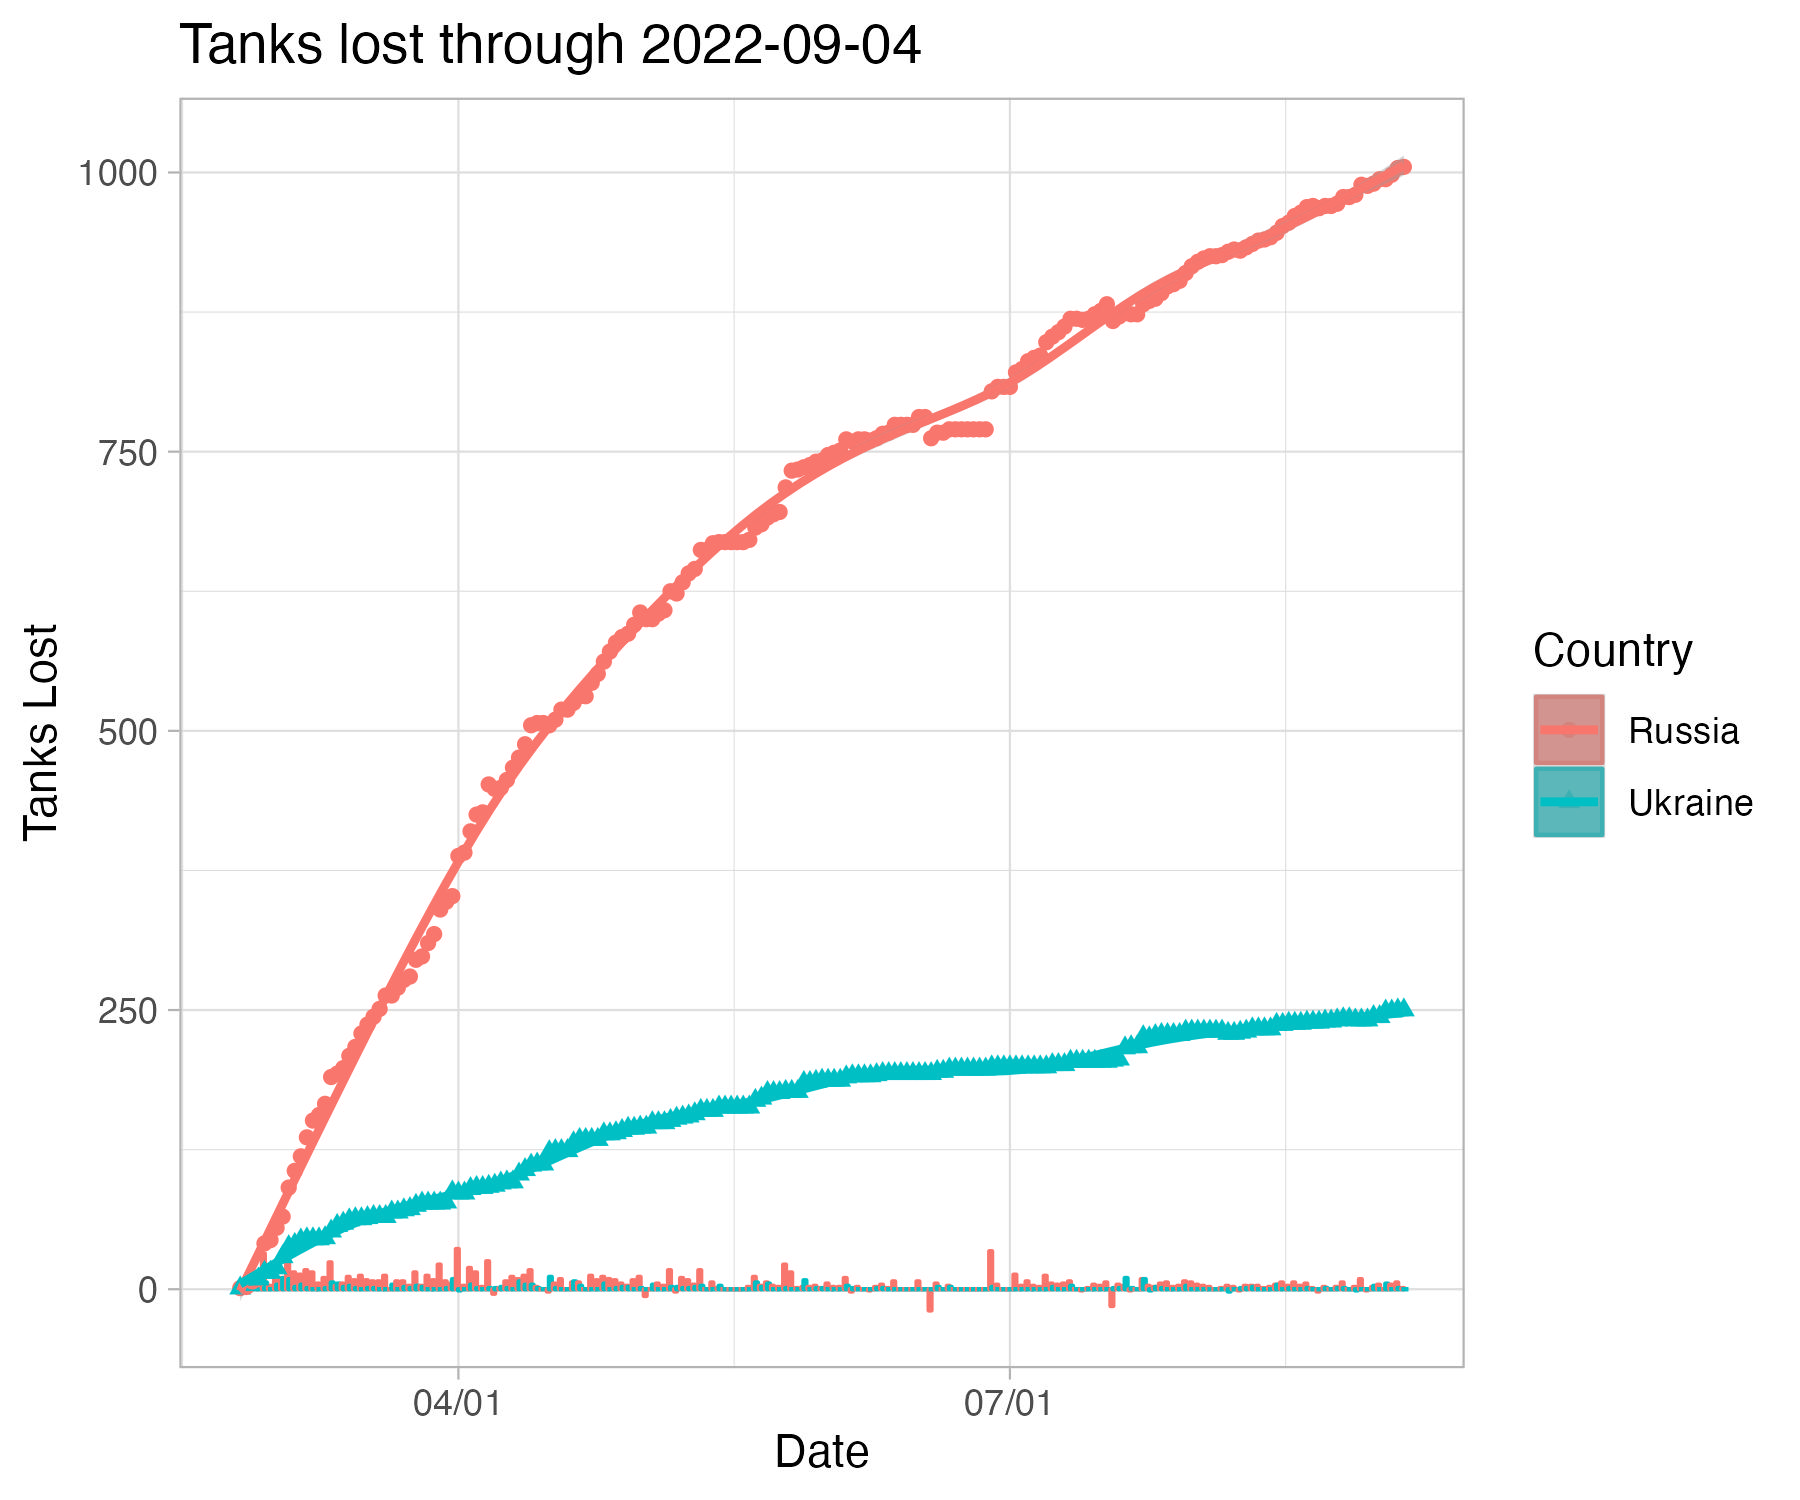 Tanks lost through 2022-09-04
1000
750
500
250
0
Tanks Lost
04/01
07/01
Date
Country
Russia
Ukraine